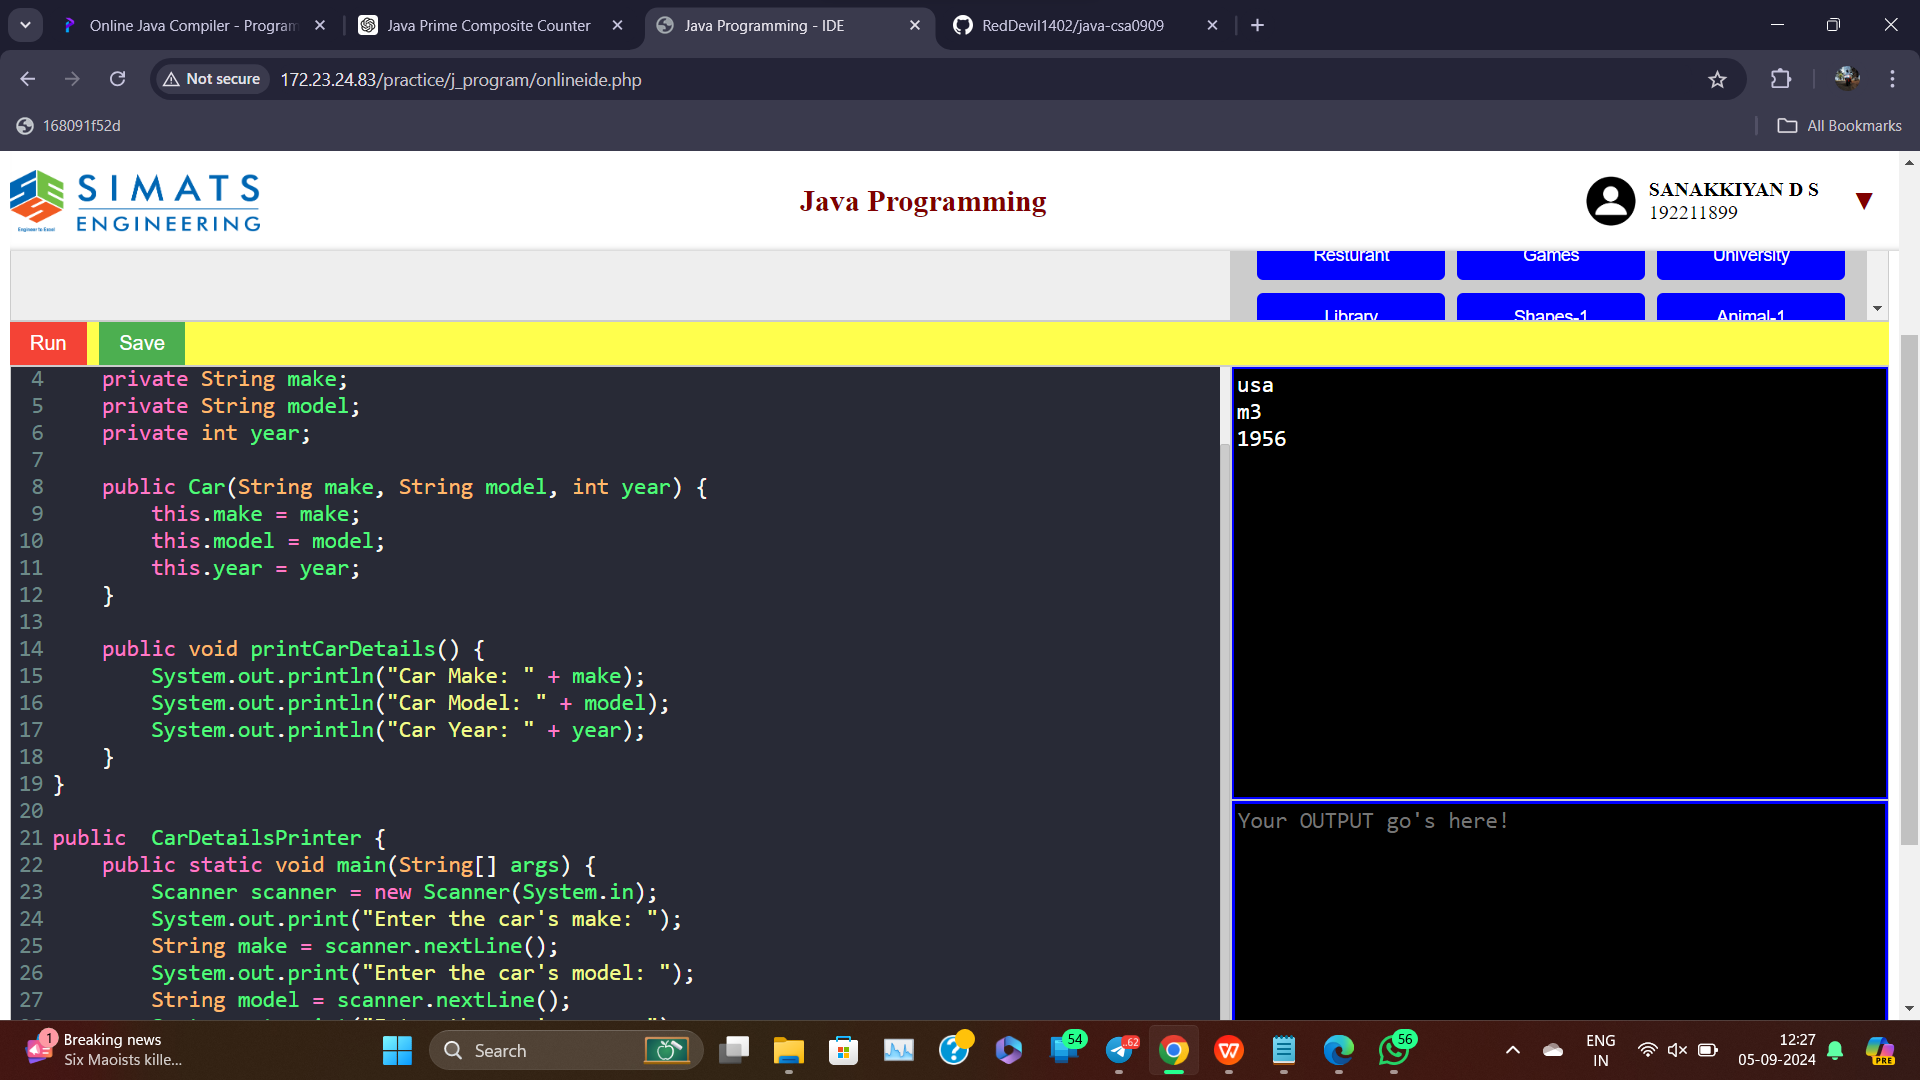 Online Java Compiler - Program
Java Prime Composite Counter
Java Programming - IDE
RedDevil1402/java-csa0909
Not secure
172.23.24.83/practice/j_program/onlineide.php
168091f52d
All Bookmarks
SIMATS
ENGINEERING
Engineer to Excel
Java Programming
SANAKKIYAN D S
192211899
Resturant
Games
University
Library
Shapes-1
Animal-1
Run
Save
4 private String make;
5 private String model;
6 private int year;
7
8 public Car(String make, String model, int year) {
9 this.make = make;
10 this.model = model;
11 this.year = year;
12 }
13
14 public void printCarDetails() {
15 System.out.println("Car Make: " + make);
16 System.out.println("Car Model: " + model);
17 System.out.println("Car Year: " + year);
18 }
19 }
20
21 public  CarDetailsPrinter {
22 public static void main(String[] args) {
23 Scanner scanner = new Scanner(System.in);
24 System.out.print("Enter the car's make: ");
25 String make = scanner.nextLine();
26 System.out.print("Enter the car's model: ");
27 String model = scanner.nextLine();
usa
m3
1956
Your OUTPUT go's here!
1
Breaking news
Six Maoists kille...
Search
54
..62
56
ENG
IN
12:27
05-09-2024
PRE